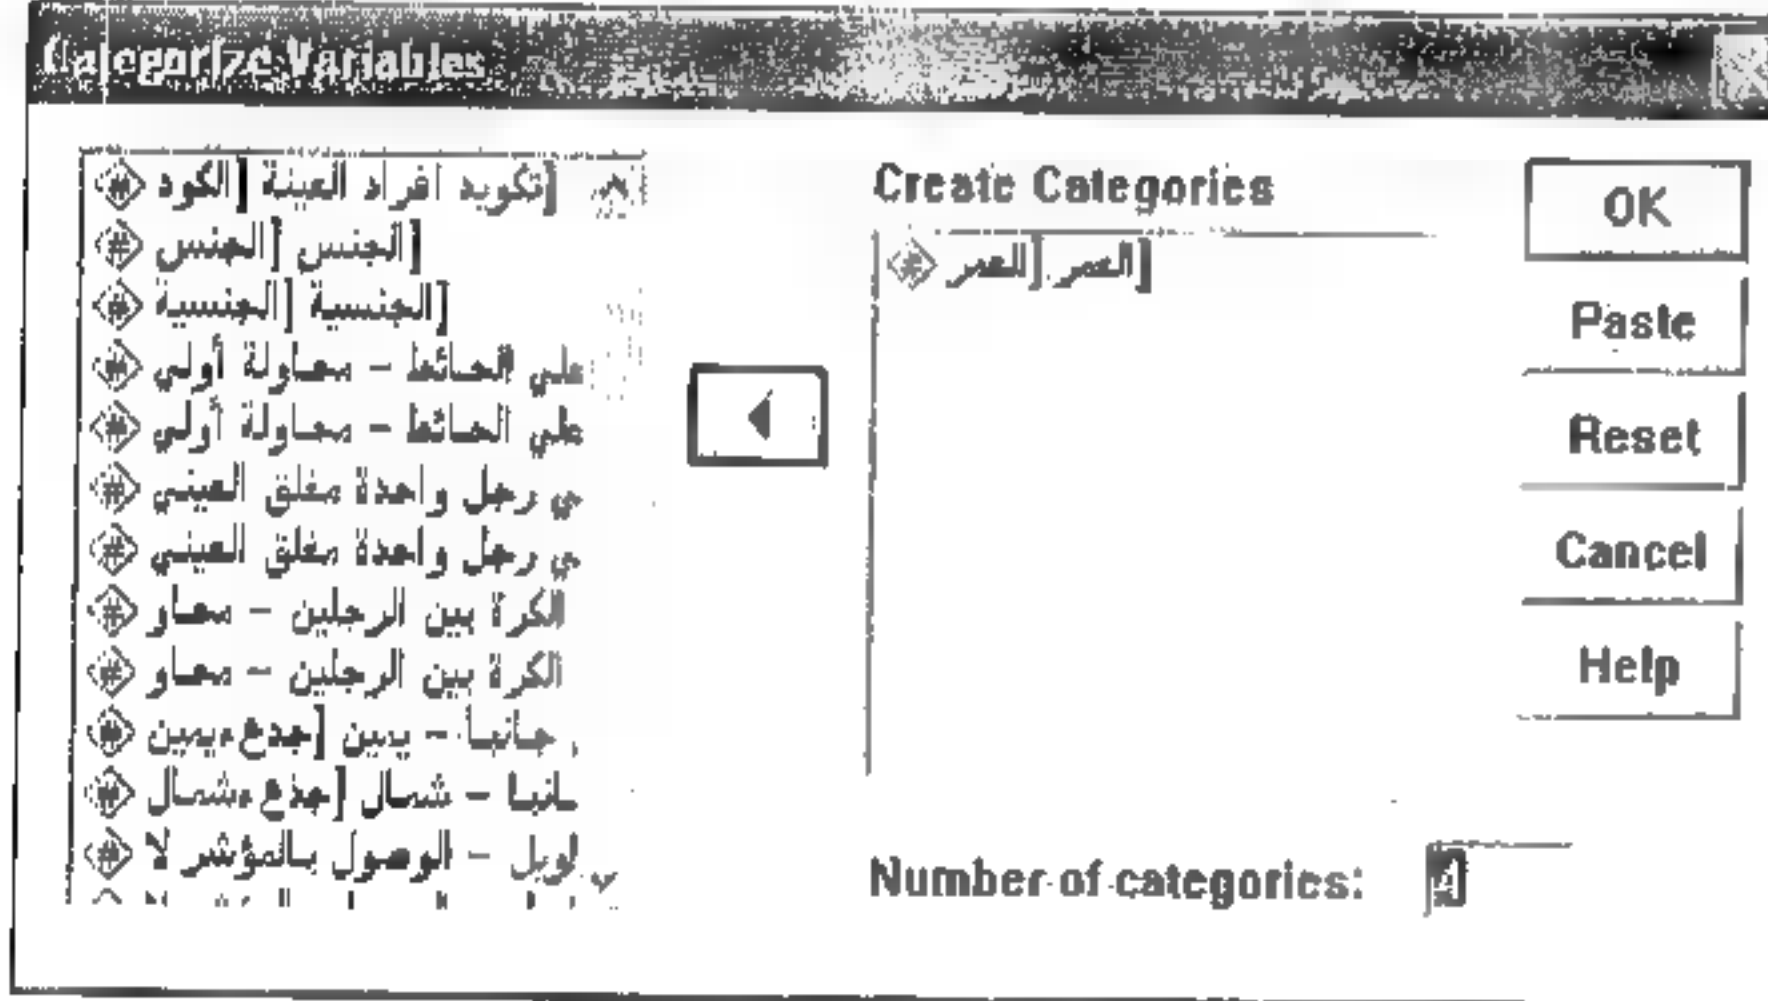 Categorize Variables
تكويد افراد العينة [الكود]
الجنس [الجنس]
الجنسية [الجنسية]
علي الحائط - محاولة أولي
علي الحائط - محاولة أولي
ي رجل واحدة مغلق العيني
ي رجل واحدة مغلق العيني
الكرة بين الرجلين - محاو
الكرة بين الرجلين - محاو
جانبا - يمين [جدع،يمين
انبا - شمال [جذع،شمال
لويل - الوصول بالمؤشر لا
Create Categories
العمر [العمر]
Number of categories: 4
OK
Paste
Reset
Cancel
Help